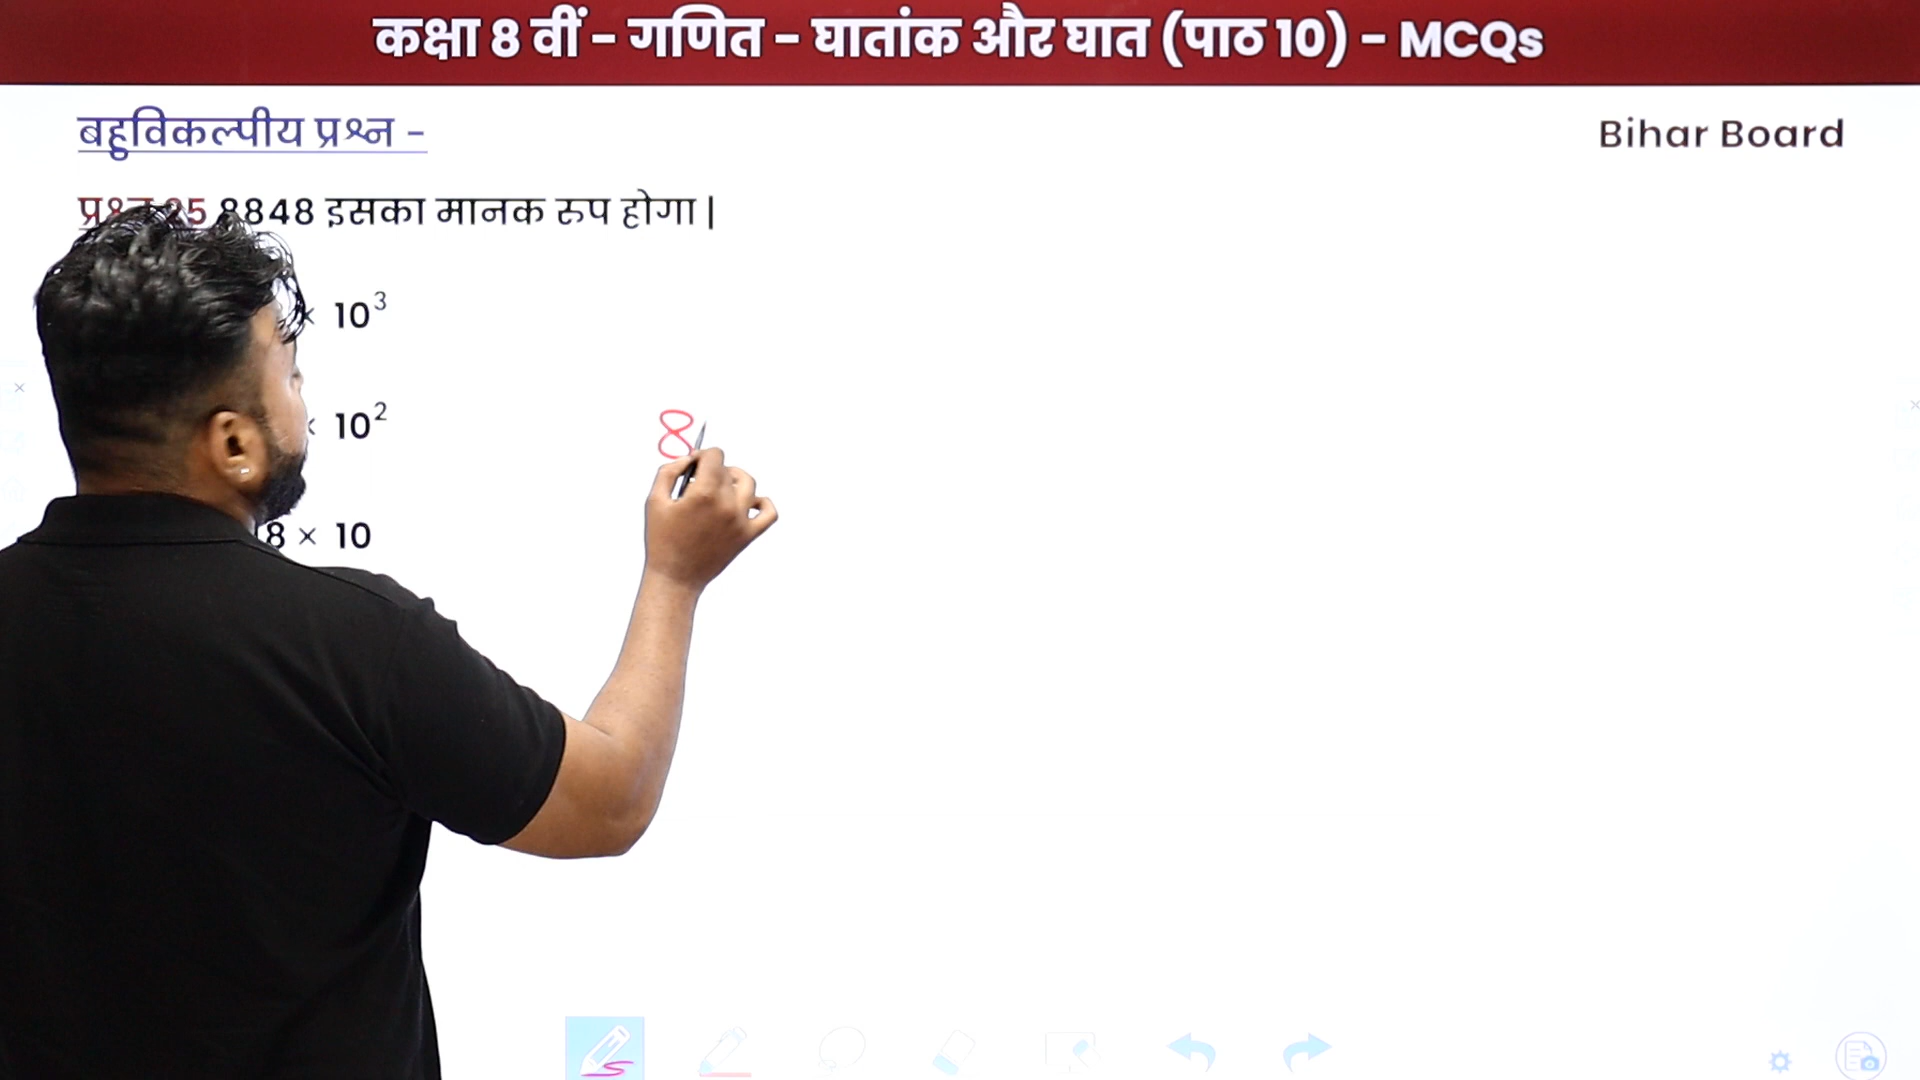 कक्षा 8 वीं - गणित - घातांक और घात (पाठ 10) - MCQs
बहुविकल्पीय प्रश्न -
Bihar Board
8848 इसका मानक रुप होगा |
× 10³
× 10²
8 × 10
8